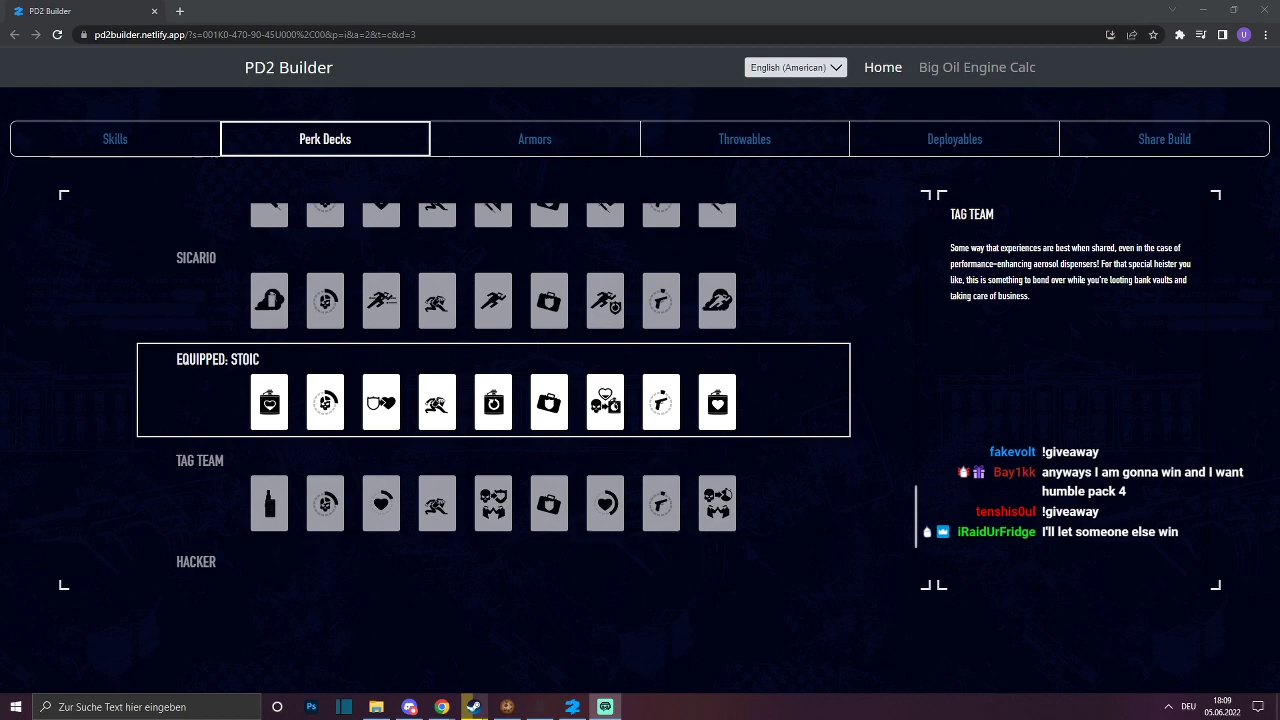 PD2 Builder
pd2builder.netlify.app/?s=001K0-470-90-45U000%2C00&p=i&a=2&t=c&d=3
U
PD2 Builder
English (American)
Home
Big Oil Engine Calc
Skills
Perk Decks
Armors
Throwables
Deployables
Share Build
SICARIO
EQUIPPED: STOIC
TAG TEAM
HACKER
TAG TEAM
Some way that experiences are best when shared, even in the case of
performance-enhancing aerosol dispensers! For that special heister you
like, this is something to bond over while you're looting bank vaults and
taking care of business.
fakevolt !giveaway
Bay1kk anyways I am gonna win and I want
humble pack 4
tenshis0ul !giveaway
iRaidUrFridge I'll let someone else win
Zur Suche Text hier eingeben
Ps
DEU
18:09
05.06.2022